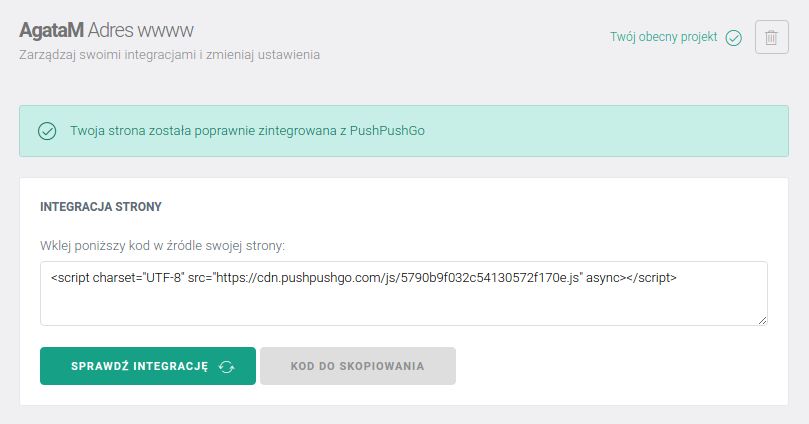 AgataM Adres wwww
Zarządzaj swoimi integracjami i zmieniaj ustawienia
Twój obecny projekt
Twoja strona została poprawnie zintegrowana z PushPushGo
INTEGRACJA STRONY
Wklej poniższy kod w źródle swojej strony:
<script charset="UTF-8" src="https://cdn.pushpushgo.com/js/5790b9f032c54130572f170e.js" async></script>
SPRAWDŹ INTEGRACJĘ
KOD DO SKOPIOWANIA